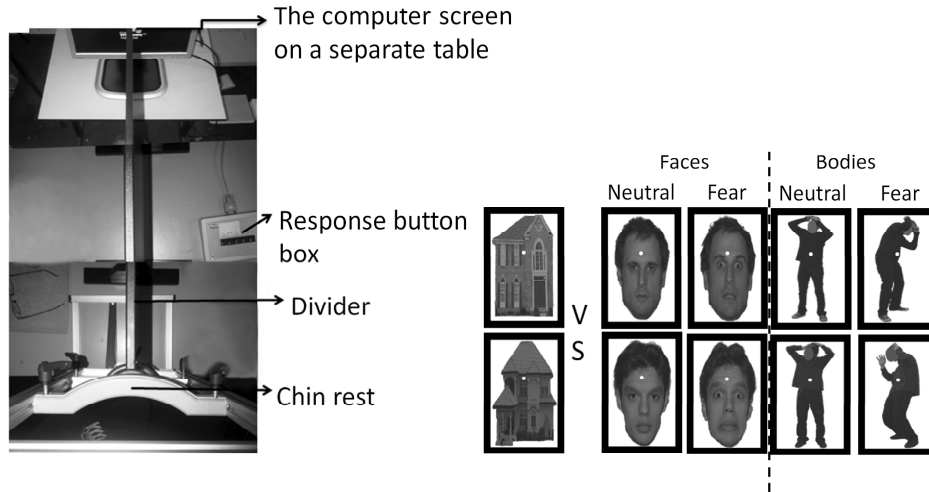 The computer screen
on a separate table
Response button
box
Divider
Chin rest
Faces
Bodies
Neutral
Fear
Neutral
Fear
V
S